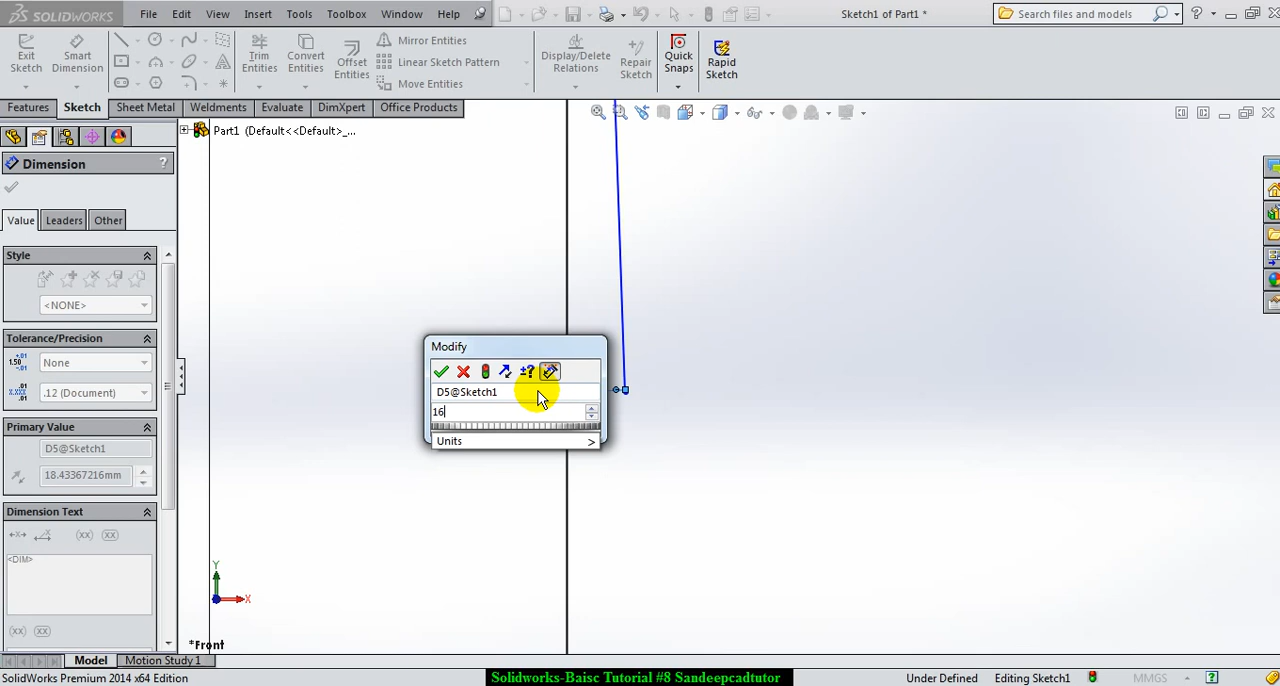 SOLIDWORKS File Edit View Insert Tools Toolbox Window Help Sketch1 of Part1 * Search files and models
Exit Sketch
Smart Dimension
Trim Entities
Convert Entities
Offset Entities
Mirror Entities
Linear Sketch Pattern
Move Entities
Display/Delete Relations
Repair Sketch
Quick Snaps
Rapid Sketch
Features Sketch Sheet Metal Weldments Evaluate DimXpert Office Products
Part1 (Default<<Default>_...
Dimension ?
Value Leaders Other
Style
<NONE>
Tolerance/Precision
None
.12 (Document)
Primary Value
D5@Sketch1
18.43367216mm
Dimension Text
(xx) (xx)
<DIM>
(xx) (xx)
Modify
D5@Sketch1
16
Units >
Y
X
*Front
Model Motion Study 1
SolidWorks Premium 2014 x64 Edition
Solidworks-Baisc Tutorial #8 Sandeepcadtutor
Under Defined Editing Sketch1 MMGS